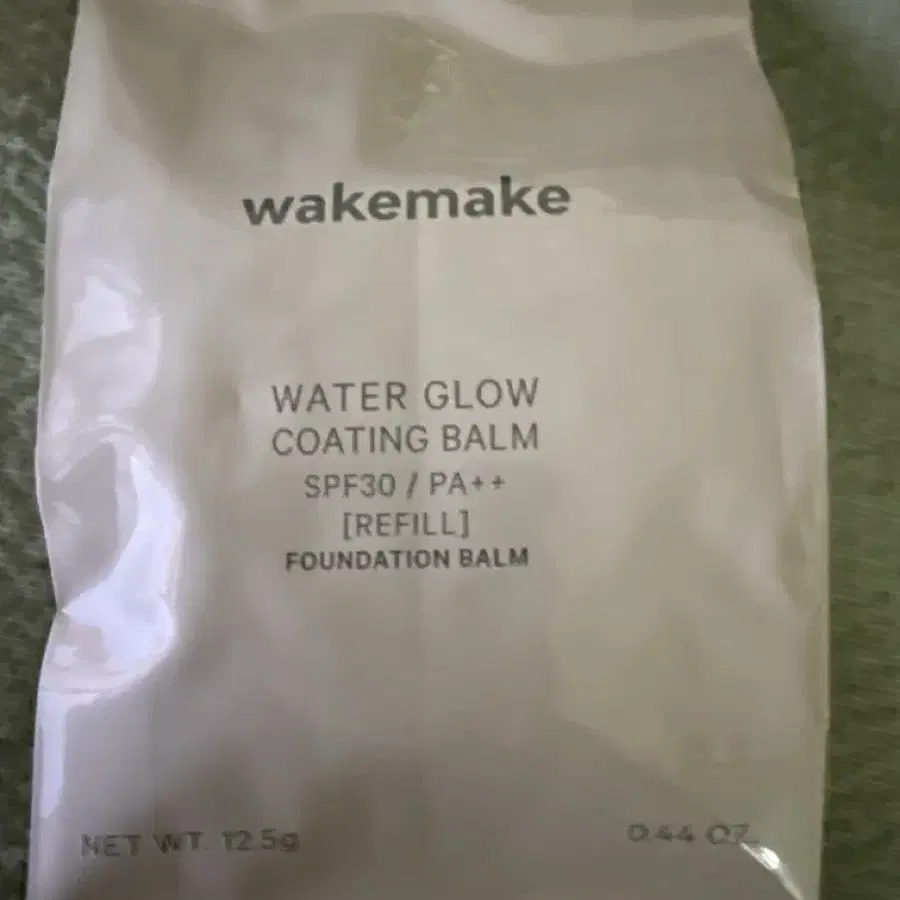 wakemake
WATER GLOW
COATING BALM
SPF30 / PA++
[REFILL]
FOUNDATION BALM
NET WT. 12.5g
0.44 OZ.